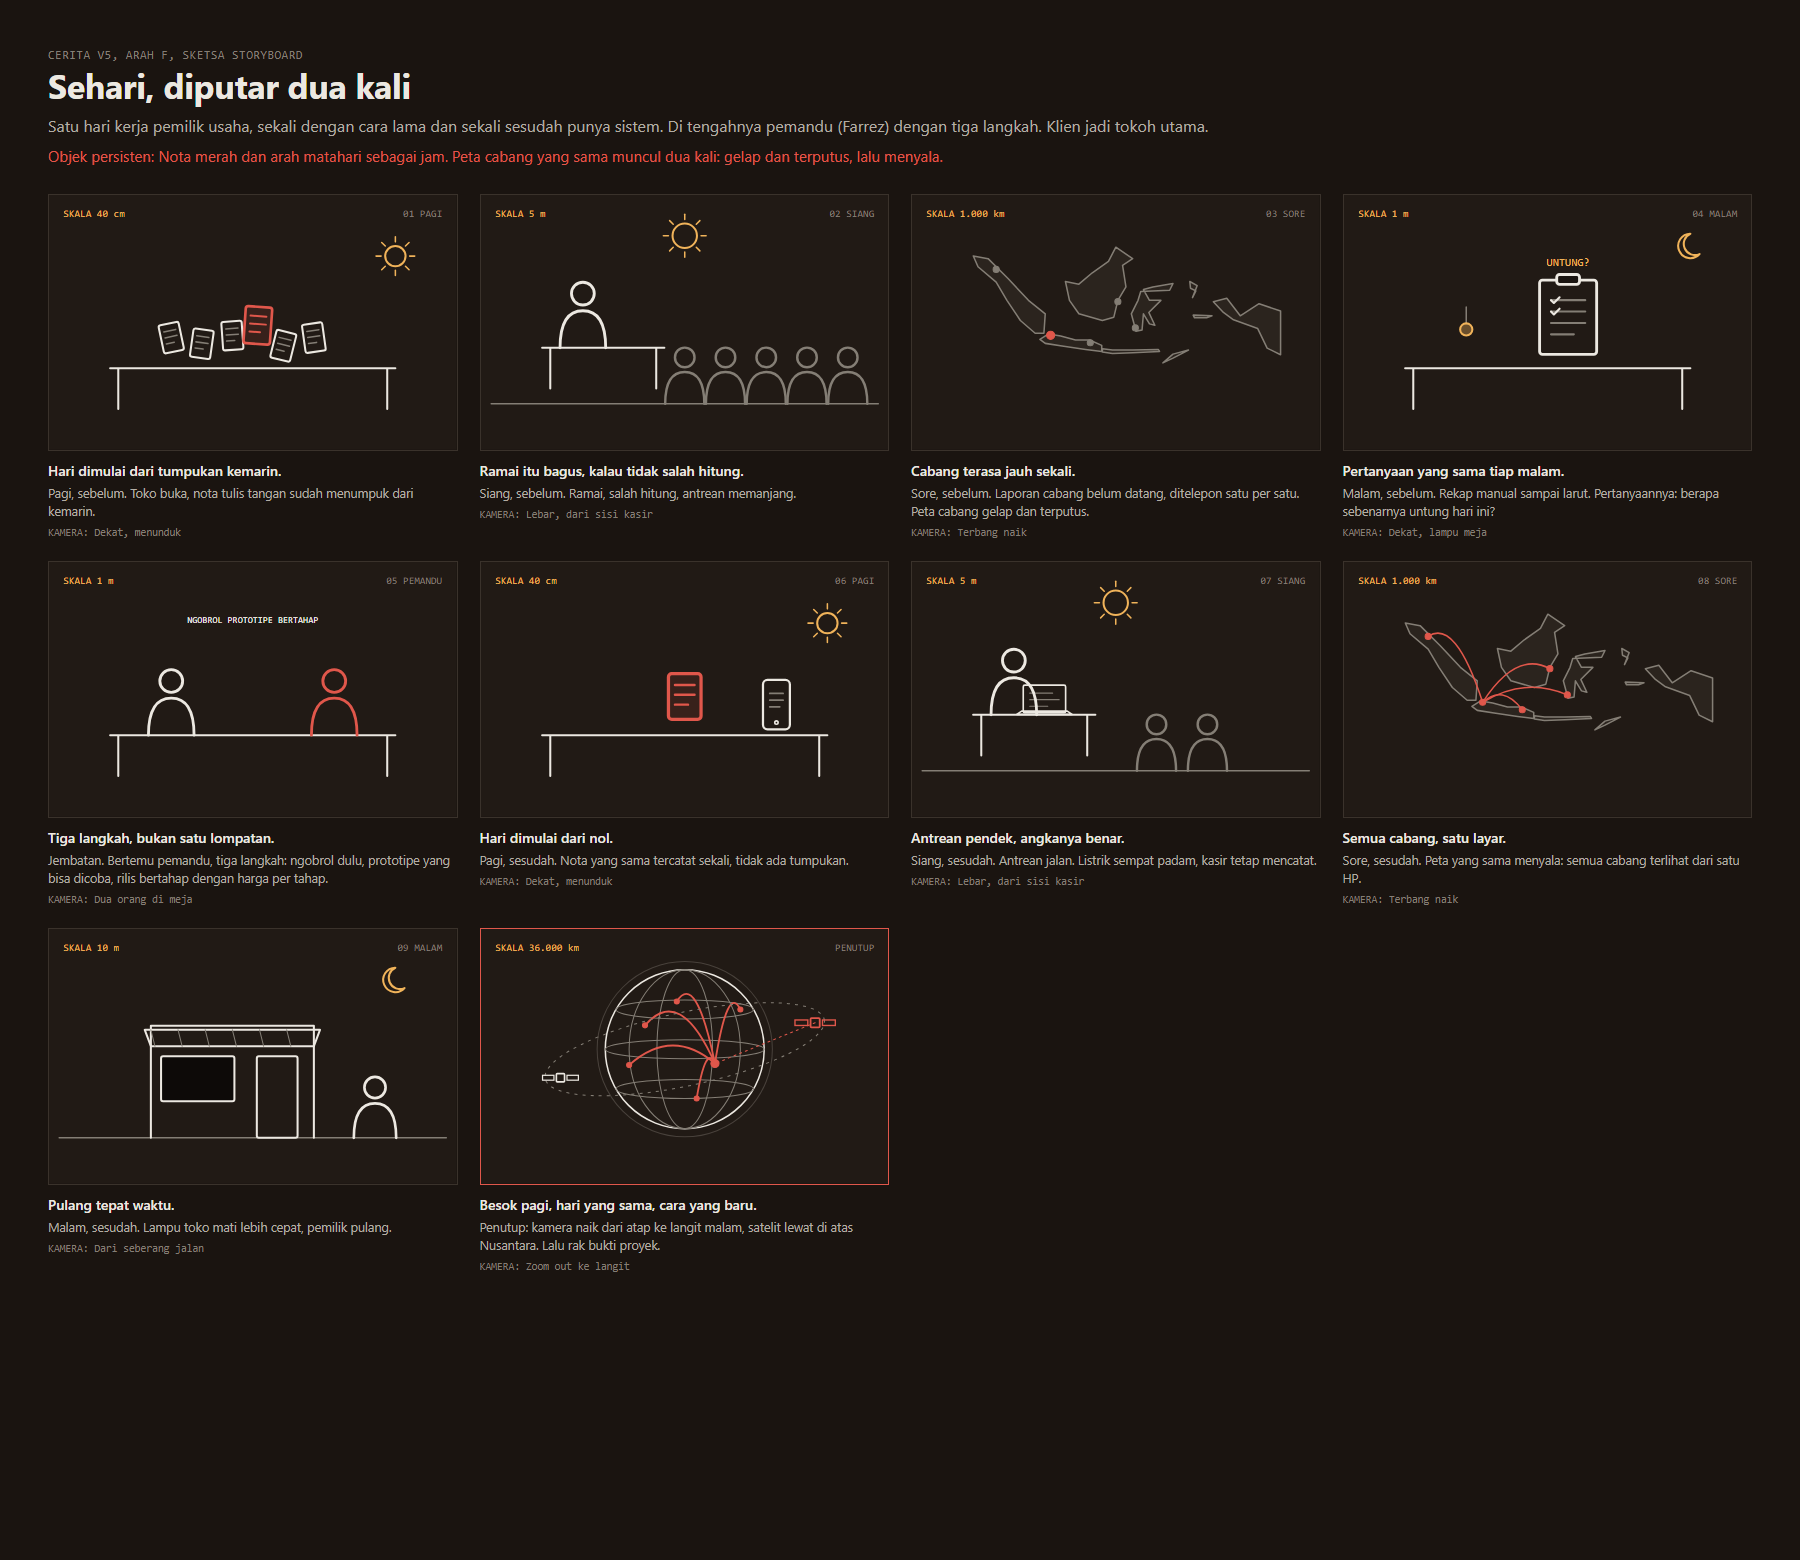 CERITA V5, ARAH F, SKETSA STORYBOARD
Sehari, diputar dua kali
Satu hari kerja pemilik usaha, sekali dengan cara lama dan sekali sesudah punya sistem. Di tengahnya pemandu (Farrez) dengan tiga langkah. Klien jadi tokoh utama.
Objek persisten: Nota merah dan arah matahari sebagai jam. Peta cabang yang sama muncul dua kali: gelap dan terputus, lalu menyala.
SKALA 40 cm
01 PAGI
Hari dimulai dari tumpukan kemarin.
Pagi, sebelum. Toko buka, nota tulis tangan sudah menumpuk dari
kemarin.
KAMERA: Dekat, menunduk
SKALA 5 m
02 SIANG
Ramai itu bagus, kalau tidak salah hitung.
Siang, sebelum. Ramai, salah hitung, antrean memanjang.
KAMERA: Lebar, dari sisi kasir
SKALA 1.000 km
03 SORE
Cabang terasa jauh sekali.
Sore, sebelum. Laporan cabang belum datang, ditelepon satu per satu.
Peta cabang gelap dan terputus.
KAMERA: Terbang naik
SKALA 1 m
04 MALAM
UNTUNG?
Pertanyaan yang sama tiap malam.
Malam, sebelum. Rekap manual sampai larut. Pertanyaannya: berapa
sebenarnya untung hari ini?
KAMERA: Dekat, lampu meja
SKALA 1 m
05 PEMANDU
NGOBROL PROTOTIPE BERTAHAP
Tiga langkah, bukan satu lompatan.
Jembatan. Bertemu pemandu, tiga langkah: ngobrol dulu, prototipe yang
bisa dicoba, rilis bertahap dengan harga per tahap.
KAMERA: Dua orang di meja
SKALA 40 cm
06 PAGI
Hari dimulai dari nol.
Pagi, sesudah. Nota yang sama tercatat sekali, tidak ada tumpukan.
KAMERA: Dekat, menunduk
SKALA 5 m
07 SIANG
Antrean pendek, angkanya benar.
Siang, sesudah. Antrean jalan. Listrik sempat padam, kasir tetap mencatat.
KAMERA: Lebar, dari sisi kasir
SKALA 1.000 km
08 SORE
Semua cabang, satu layar.
Sore, sesudah. Peta yang sama menyala: semua cabang terlihat dari satu
HP.
KAMERA: Terbang naik
SKALA 10 m
09 MALAM
Pulang tepat waktu.
Malam, sesudah. Lampu toko mati lebih cepat, pemilik pulang.
KAMERA: Dari seberang jalan
SKALA 36.000 km
PENUTUP
Besok pagi, hari yang sama, cara yang baru.
Penutup: kamera naik dari atap ke langit malam, satelit lewat di atas
Nusantara. Lalu rak bukti proyek.
KAMERA: Zoom out ke langit